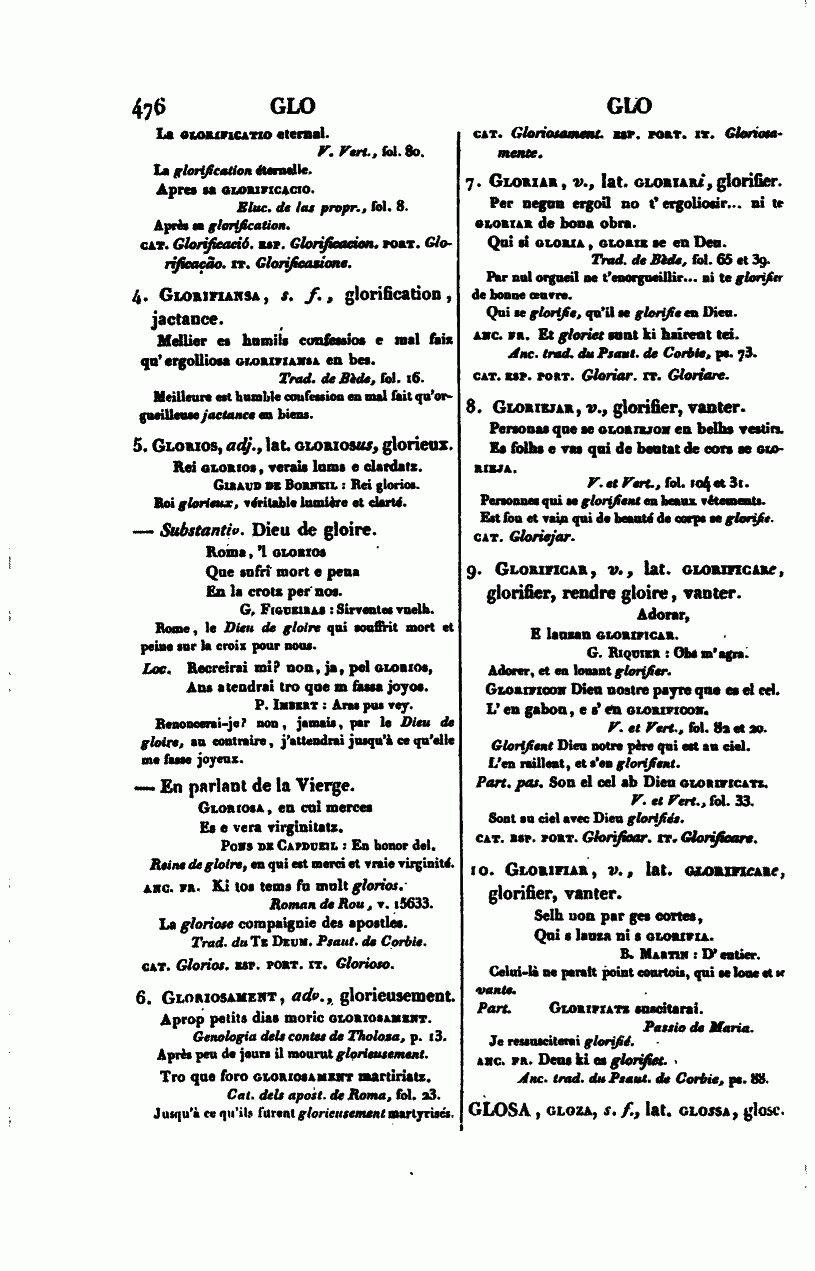 476 GLO GLO
La GLORIFICATIO eternal.
V. Vert., fol. 80.
La glorification éternelle.
Apres sa GLORIFICACIO.
Eluc. de las propr., fol. 8.
Après sa glorification.
CAT. Glorificació. ESP. Glorificacion. PORT. Glo-
rificação. IT. Glorificazione.
4. GLORIFIANSA, s. f., glorification,
jactance.
Mellier es humils confessios e mal faiz
qu'ergolliosa GLORIFIANSA en bes.
Trad. de Bède, fol. 16.
Meilleure est humble confession en mal fait qu'or-
gueilleuse jactance en biens.
5. GLORIOS, adj., lat. GLORIOSUS, glorieux.
Rei GLORIOS, verais lums e clardatz.
GIRAUD DE BORNEIL : Rei glorios.
Roi glorieux, véritable lumière et clarté.
— Substantiv. Dieu de gloire.
Roma, 'l GLORIOS
Que sufri mort e pena
En la crotz per nos.
G. FIGUEIRAS : Sirventes vuelh.
Rome, le Dieu de gloire qui souffrit mort et
peine sur la croix pour nous.
Loc. Recreirai mi? non, ja, pel GLORIOS,
Ans atendrai tro que m fassa joyos.
P. IMBERT : Aras pus vey.
Renoncerai-je? non, jamais, par le Dieu de
gloire, au contraire, j'attendrai jusqu'à ce qu'elle
me fasse joyeux.
— En parlant de la Vierge.
GLORIOSA, en cui merces
Es e vera virginitatz.
PONS DE CAPDUEIL : En honor del.
Reine de gloire, en qui est merci et vraie virginité.
ANC. FR. Ki tos tems fu mult glorios.
Roman de Rou, v. 15633.
La gloriose compaignie des apostles.
Trad. du TE DEUM. Psaut. de Corbie.
CAT. Glorios. ESP. PORT. IT. Glorioso.
6. GLORIOSAMENT, adv., glorieusement.
Aprop petits dias moric GLORIOSAMENT.
Genologia dels contes de Tholosa, p. 13.
Après peu de jours il mourut glorieusement.
Tro que foro GLORIOSAMENT martiriatz.
Cat. dels apost. de Roma, fol. 23.
Jusqu'à ce qu'ils furent glorieusement martyrisés.
CAT. Gloriosament. ESP. PORT. IT. Gloriosa-
mente.
7. GLORIAR, v., lat. GLORIARI, glorifier.
Per negun ergoil no t'ergoliosir... ni te
GLORIAR de bona obra.
Qui si GLORIA, GLORIE se en Deu.
Trad. de Bède, fol. 65 et 39.
Par nul orgueil ne t'enorgueillir... ni te glorifier
de bonne œuvre.
Qui se glorifie, qu'il se glorifie en Dieu.
ANC. FR. Et gloriet sunt ki haïrent tei.
Anc. trad. du Psaut. de Corbie, ps. 73.
CAT. ESP. PORT. Gloriar. IT. Gloriare.
8. GLORIEJAR, v., glorifier, vanter.
Personas que se GLORIEJON en belhs vestirs.
Es folhs e vas qui de beutat de cors se GLO-
RIEJA.
V. et Vert., fol. 104 et 31.
Personnes qui se glorifient en beaux vêtements.
Est fou et vain qui de beauté de corps se glorifie.
CAT. Gloriejar.
9. GLORIFICAR, v., lat. GLORIFICARE,
glorifier, rendre gloire, vanter.
Adorar,
E lauzan GLORIFICAR.
G. RIQUIER : Obs m'agra.
Adorer, et en louant glorifier.
GLORIFICON Dieu nostre payre que es el cel.
L'en gabon, e s'en GLORIFICON.
V. et Vert., fol. 82 et 20.
Glorifient Dieu notre père qui est au ciel.
L'en raillent, et s'en glorifient.
Part. pas. Son el cel ab Dieu GLORIFICATZ.
V. et Vert., fol. 33.
Sont au ciel avec Dieu glorifiés.
CAT. ESP. PORT. Glorificar. IT. Glorificare.
10. GLORIFIAR, v., lat. GLORIFICARE,
glorifier, vanter.
Selh non par ges cortes,
Qui s lauza ni s GLORIFIA.
B. MARTIN : D'entier.
Celui-là ne paraît point courtois, qui se loue et se
vante.
Part. GLORIFIATZ suscitarai.
Passio de Maria.
Je ressusciterai glorifié.
ANC. FR. Deus ki es glorifiet.
Anc. trad. du Psaut. de Corbie, ps. 88.
GLOSA, GLOZA, s. f., lat. GLOSSA, glose.